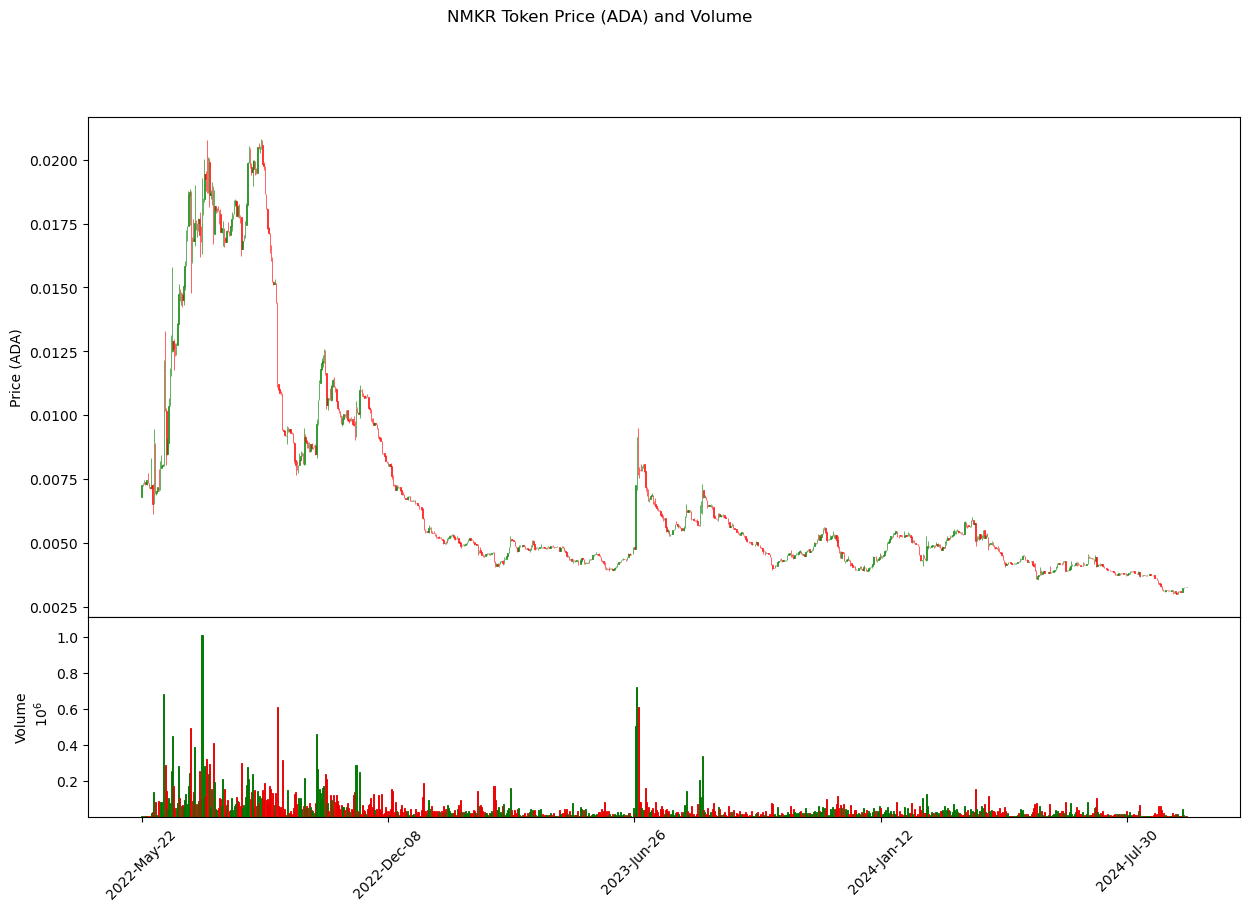 NMKR Token Price (ADA) and Volume
Price (ADA)
0.0200
0.0175
0.0150
0.0125
0.0100
0.0075
0.0050
0.0025
Volume
10⁶
1.0
0.8
0.6
0.4
0.2
2022-May-22
2022-Dec-08
2023-Jun-26
2024-Jan-12
2024-Jul-30